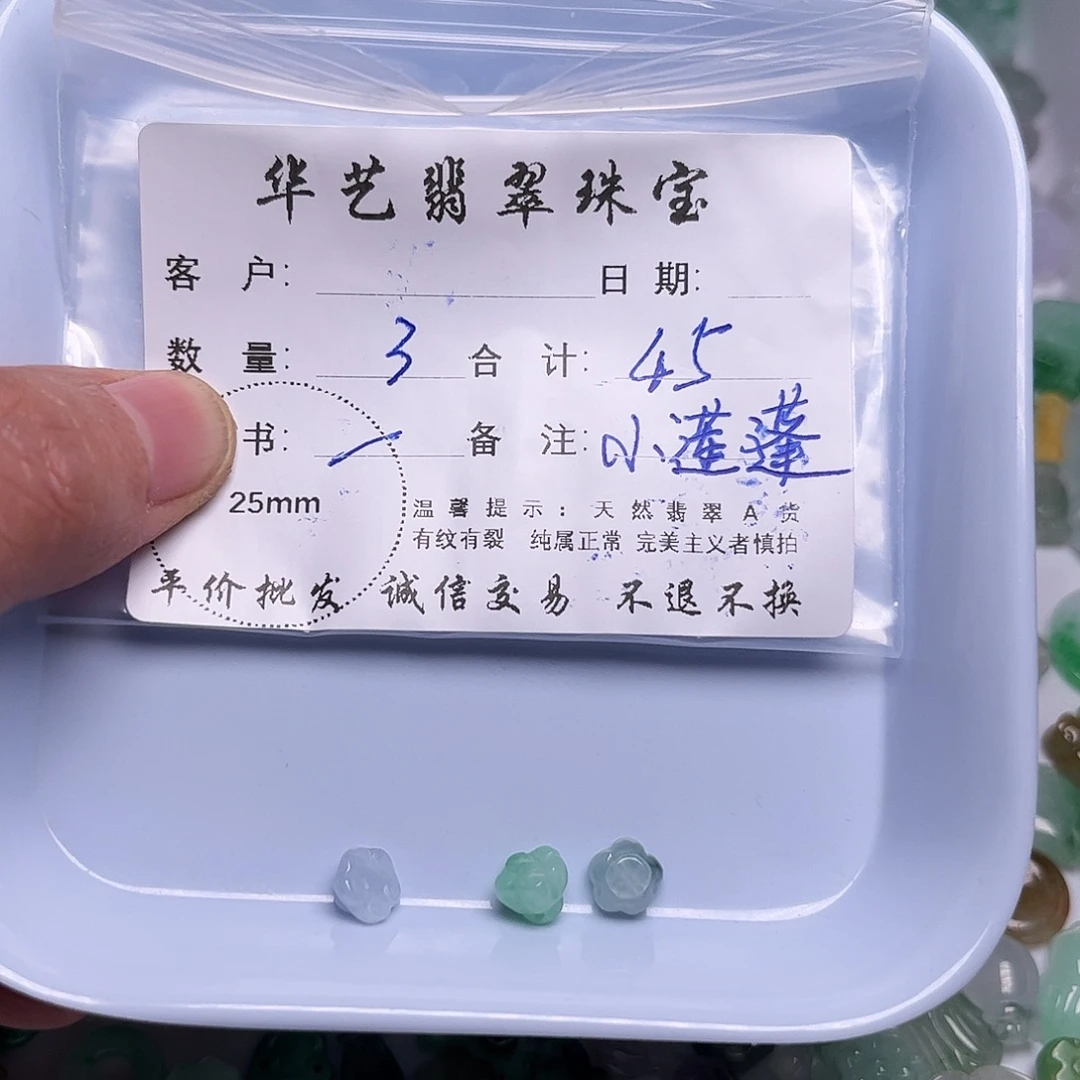 华艺翡翠珠宝
客 户: 日 期:
数 量: 3 合 计: 45
书: 一 备 注: 小莲蓬
25mm
温馨提示：天然翡翠A货
有纹有裂 纯属正常 完美主义者慎拍
平价批发 诚信交易 不退不换